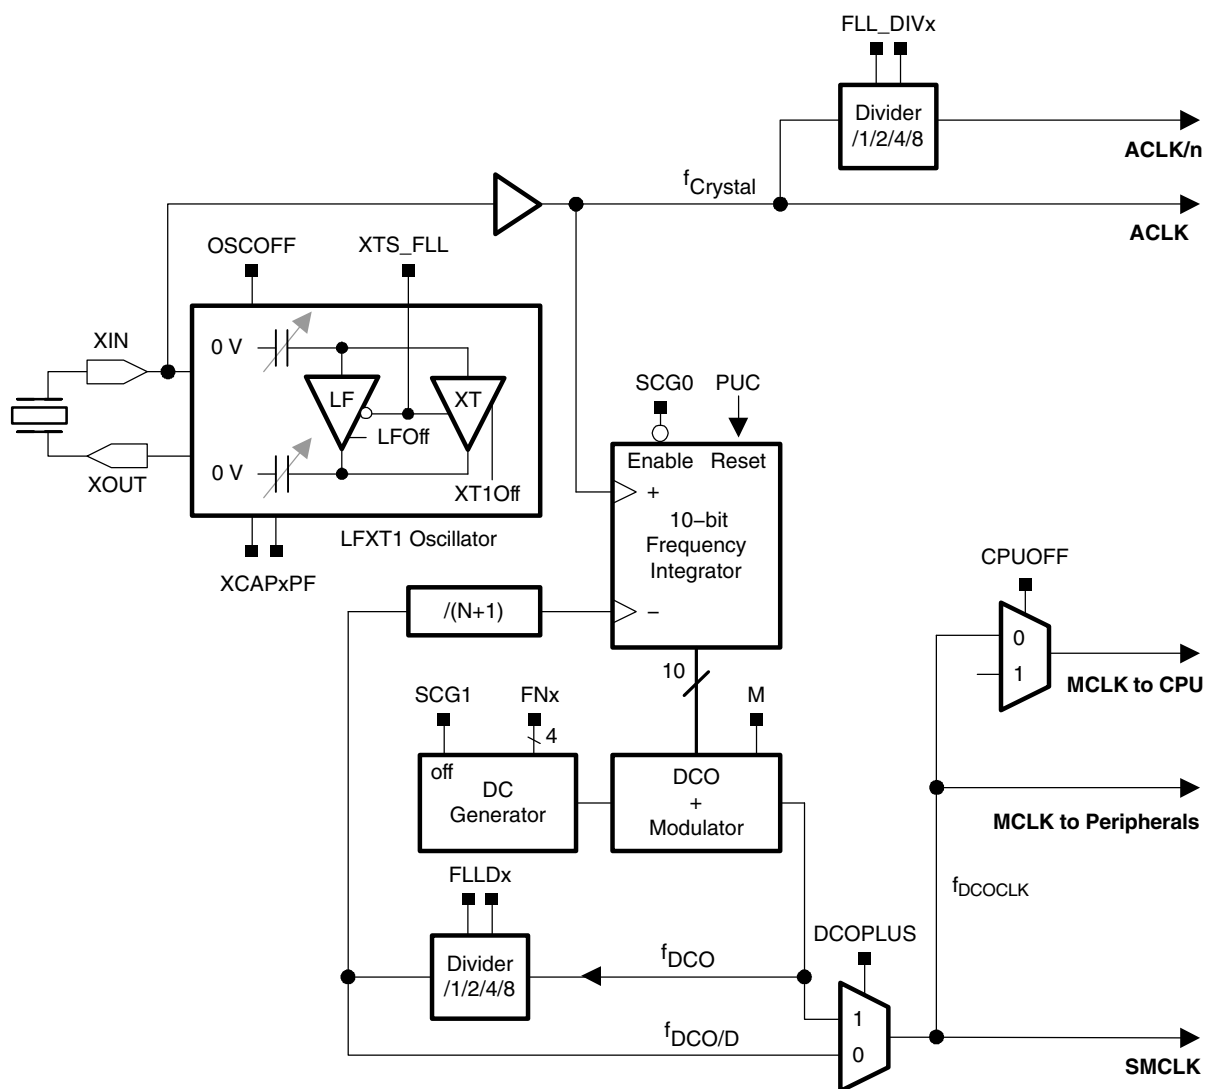 FLL_DIVx
Divider
/1/2/4/8
ACLK/n
fCrystal
ACLK
OSCOFF
XTS_FLL
XIN
0 V
LF
XT
LFOff
0 V
XOUT
XT1Off
LFXT1 Oscillator
XCAPxPF
SCG0
PUC
Enable
Reset
+
10−bit
Frequency
Integrator
−
/(N+1)
CPUOFF
0
1
MCLK to CPU
10
SCG1
FNx
4
M
off
DC
Generator
DCO
+
Modulator
MCLK to Peripherals
fDCOCLK
FLLDx
Divider
/1/2/4/8
fDCO
DCOPLUS
1
0
fDCO/D
SMCLK